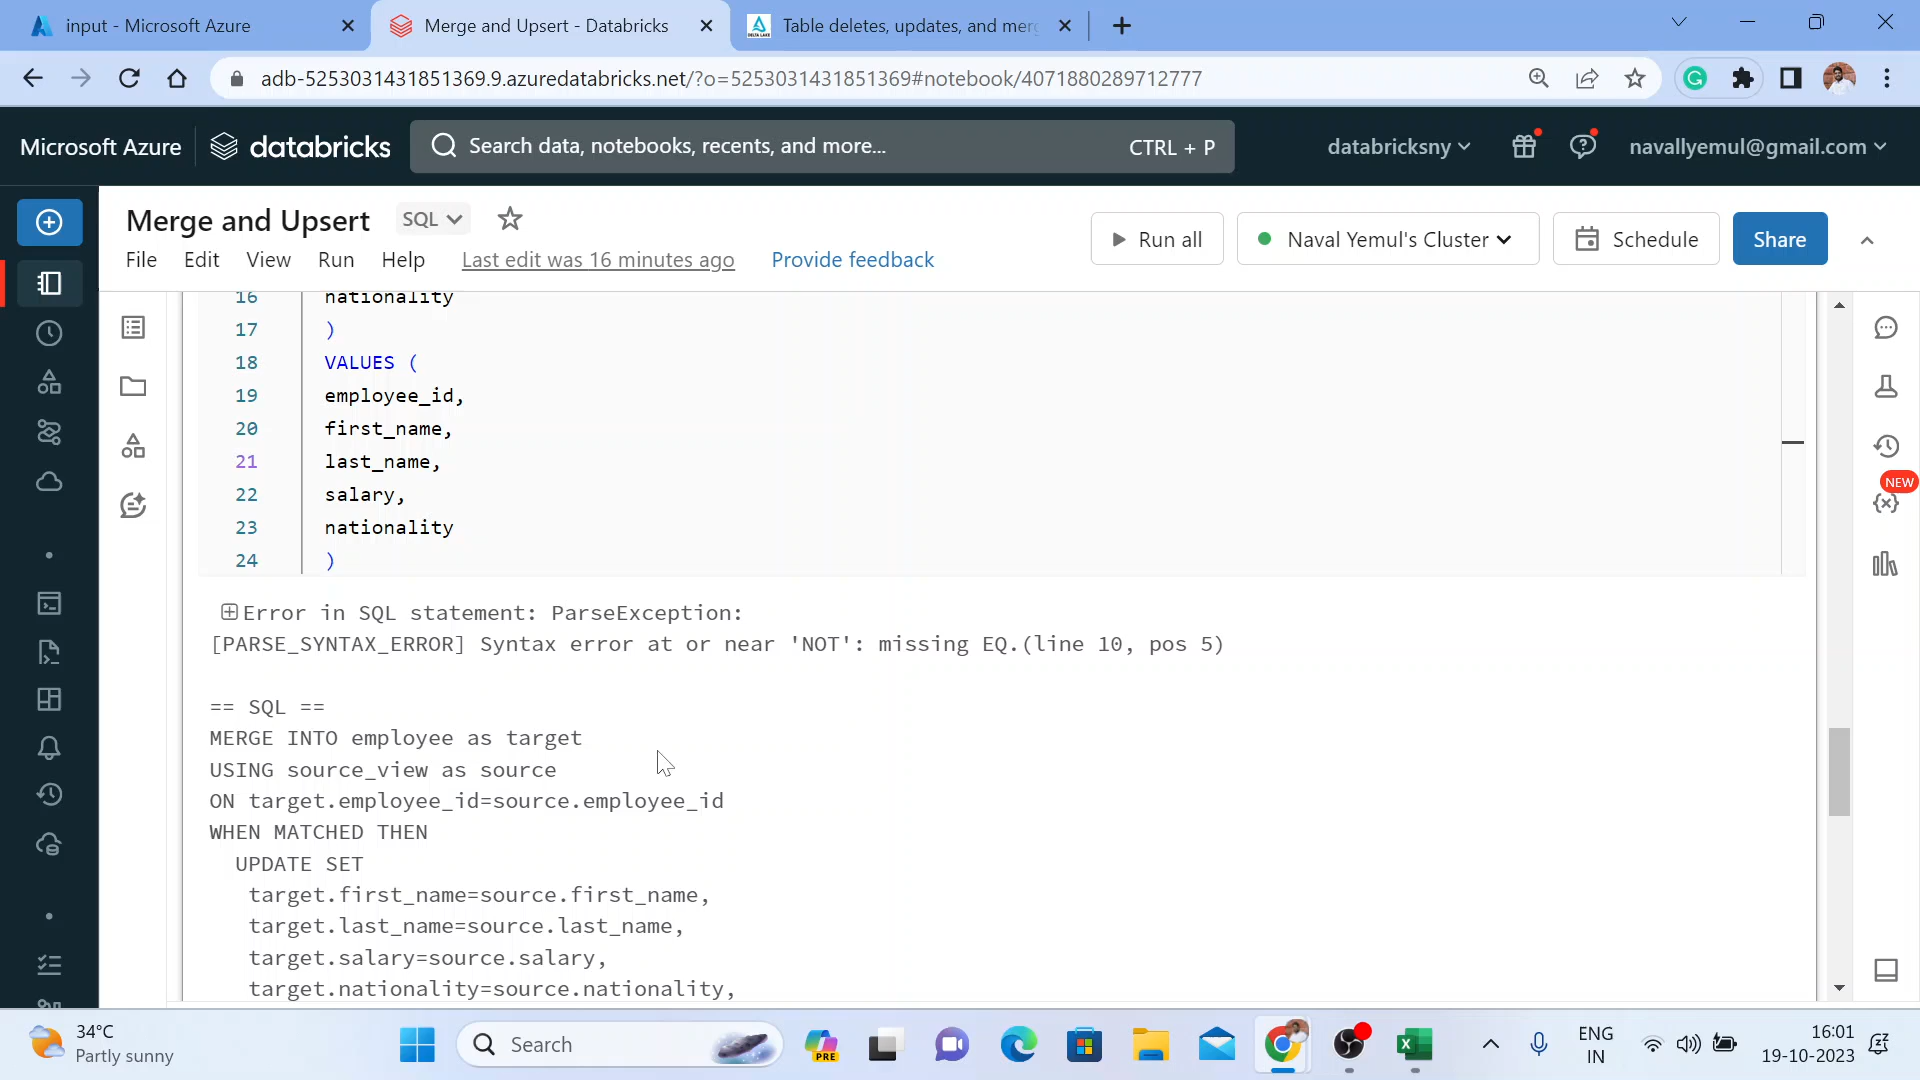 input - Microsoft Azure
Merge and Upsert - Databricks
Table deletes, updates, and mer
adb-5253031431851369.9.azuredatabricks.net/?o=5253031431851369#notebook/4071880289712777
Microsoft Azure
databricks
Search data, notebooks, recents, and more...
CTRL + P
databricksny
navallyemul@gmail.com
Merge and Upsert
SQL
File Edit View Run Help
Last edit was 16 minutes ago
Provide feedback
Run all
Naval Yemul's Cluster
Schedule
Share
16 nationality
17 )
18 VALUES (
19 employee_id,
20 first_name,
21 last_name,
22 salary,
23 nationality
24 )
NEW
Error in SQL statement: ParseException:
[PARSE_SYNTAX_ERROR] Syntax error at or near 'NOT': missing EQ.(line 10, pos 5)
== SQL ==
MERGE INTO employee as target
USING source_view as source
ON target.employee_id=source.employee_id
WHEN MATCHED THEN
UPDATE SET
target.first_name=source.first_name,
target.last_name=source.last_name,
target.salary=source.salary,
target.nationality=source.nationality,
34°C
Partly sunny
Search
PRE
ENG
IN
16:01
19-10-2023